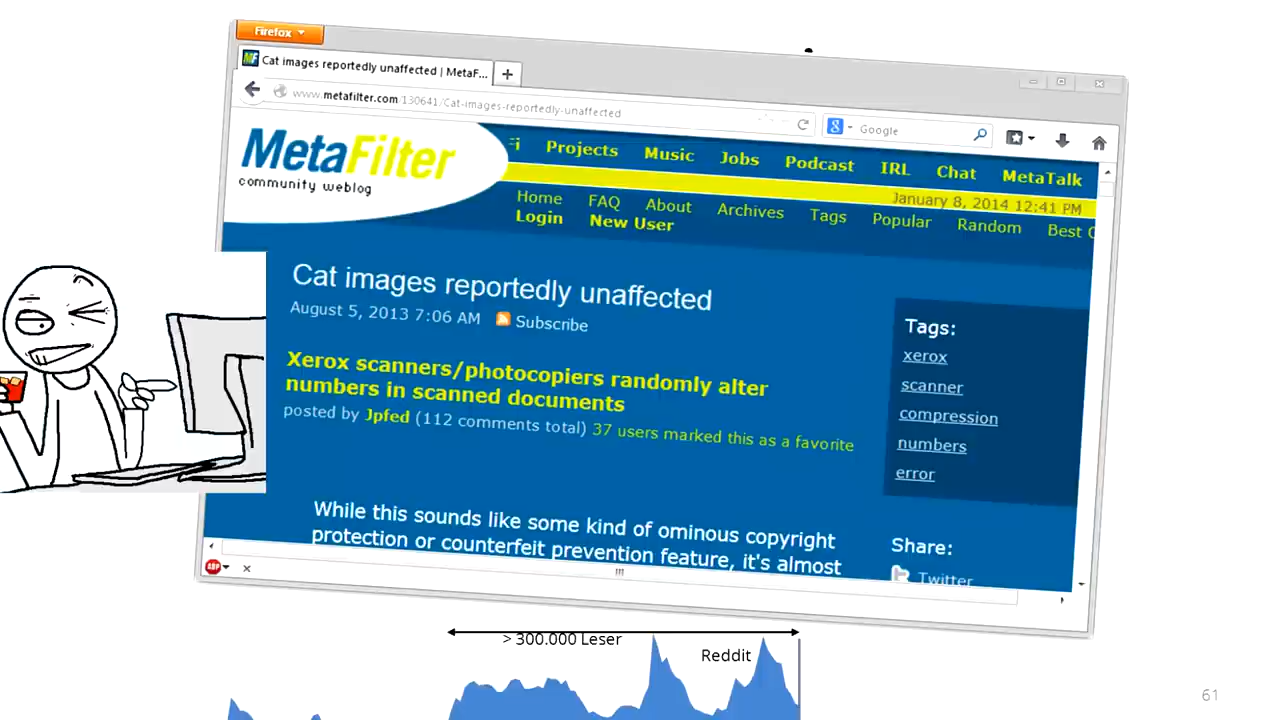 Firefox
Cat images reportedly unaffected | MetaF...
www.metafilter.com/130641/Cat-images-reportedly-unaffected
Google
MetaFilter
community weblog
Projects Music Jobs Podcast IRL Chat MetaTalk
January 8, 2014 12:41 PM
Home FAQ About Archives Tags Popular Random Best
Login New User
Cat images reportedly unaffected
August 5, 2013 7:06 AM Subscribe
Xerox scanners/photocopiers randomly alter
numbers in scanned documents
posted by Jpfed (112 comments total) 37 users marked this as a favorite
While this sounds like some kind of ominous copyright
protection or counterfeit prevention feature, it's almost
Tags:
xerox
scanner
compression
numbers
error
Share:
Twitter
ABP
> 300.000 Leser
Reddit
61